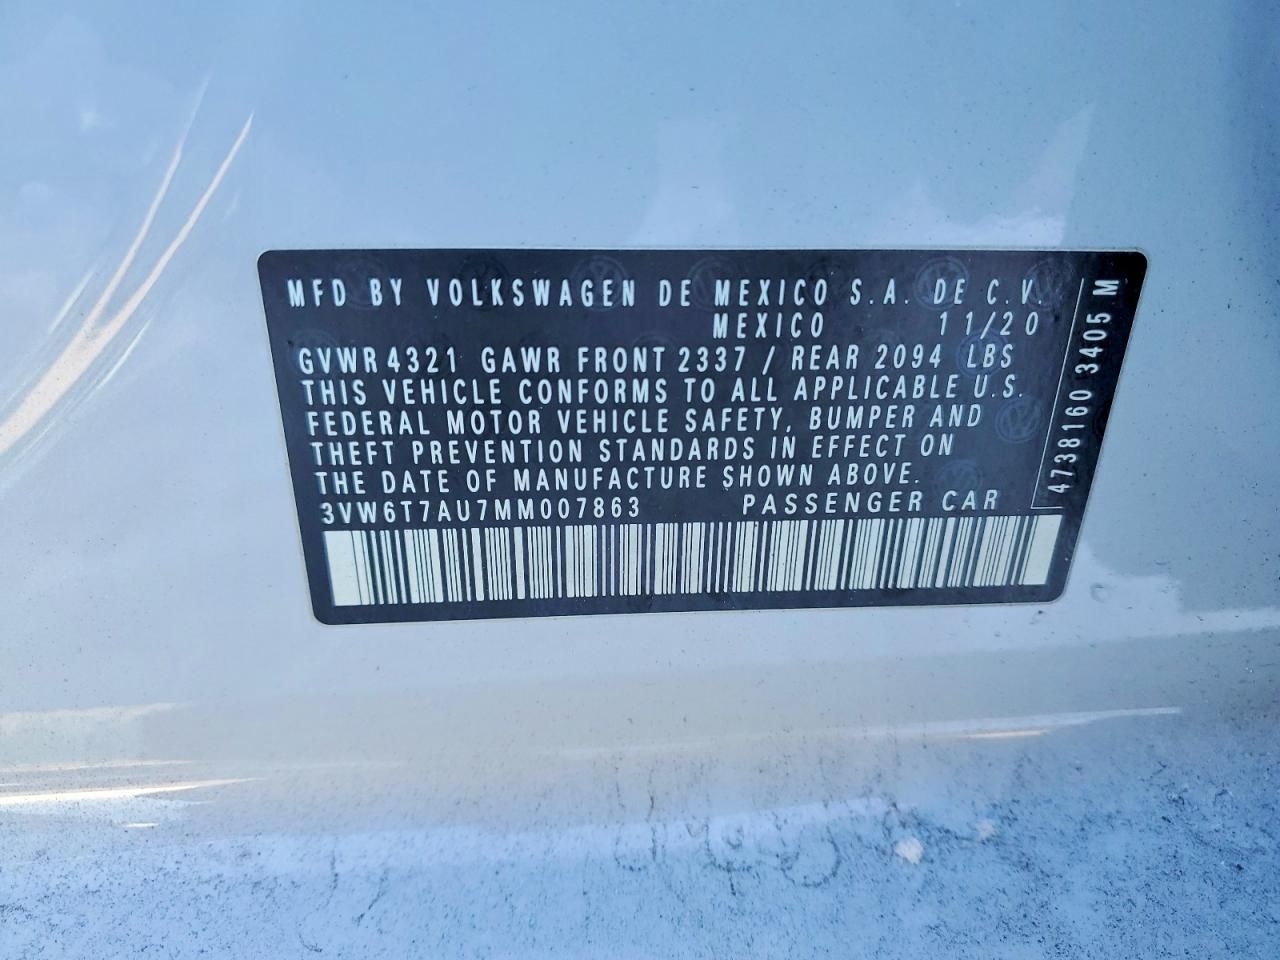 MFD BY VOLKSWAGEN DE MEXICO S.A. DE C.V.
MEXICO 11/20
GVWR 4321 GAWR FRONT 2337 / REAR 2094 LBS
THIS VEHICLE CONFORMS TO ALL APPLICABLE U.S.
FEDERAL MOTOR VEHICLE SAFETY, BUMPER AND
THEFT PREVENTION STANDARDS IN EFFECT ON
THE DATE OF MANUFACTURE SHOWN ABOVE.
3VW6T7AU7MM007863 PASSENGER CAR
4738160 3405 M